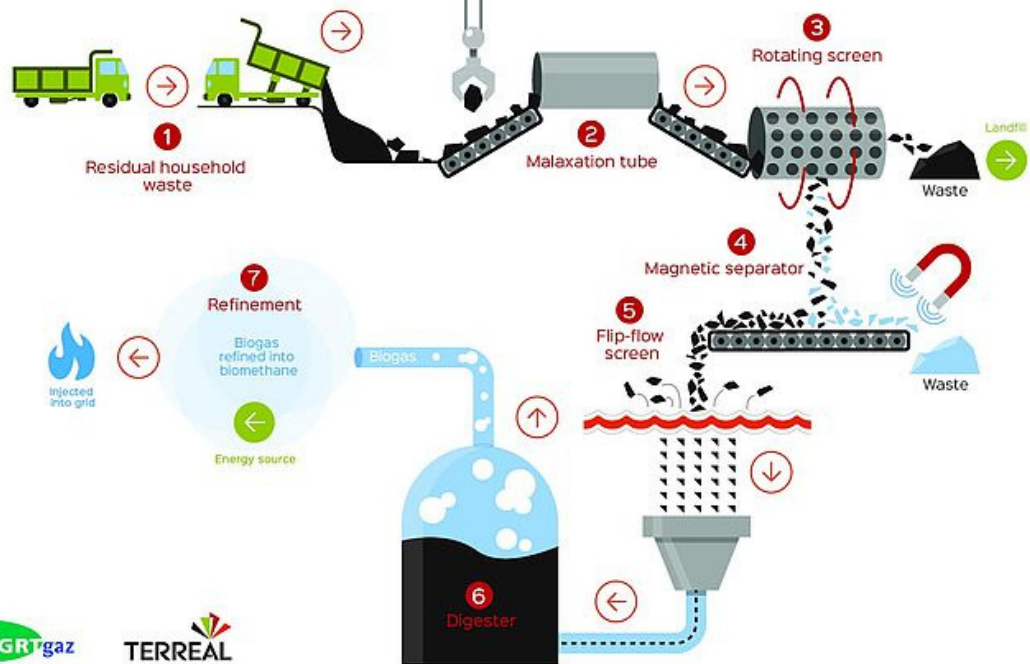 1
Residual household
waste
2
Malaxation tube
3
Rotating screen
Landfill
Waste
4
Magnetic separator
Waste
5
Flip-flow
screen
6
Digester
Biogas
7
Refinement
Biogas
refined into
biomethane
Energy source
Injected
into grid
GRTgaz
TERREAL